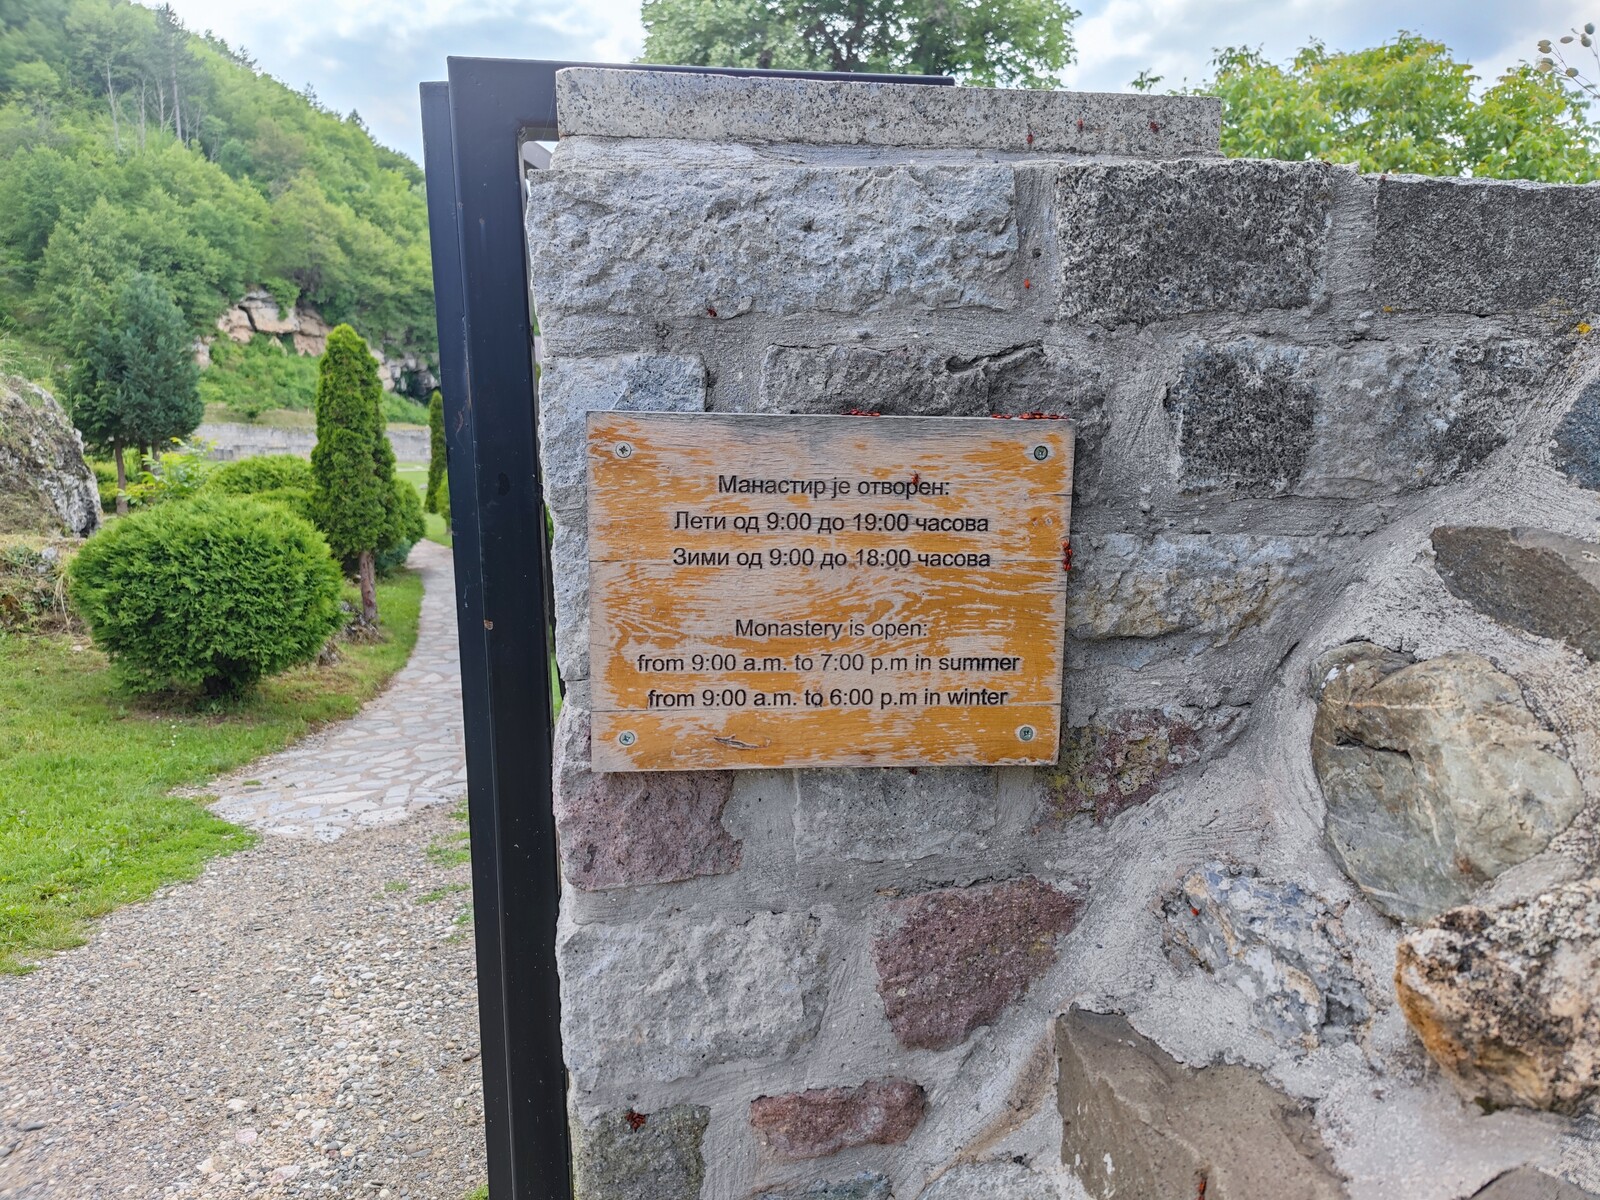 Манастир је отворен:
Лети од 9:00 до 19:00 часова
Зими од 9:00 до 18:00 часова
Monastery is open:
from 9:00 a.m. to 7:00 p.m in summer
from 9:00 a.m. to 6:00 p.m in winter